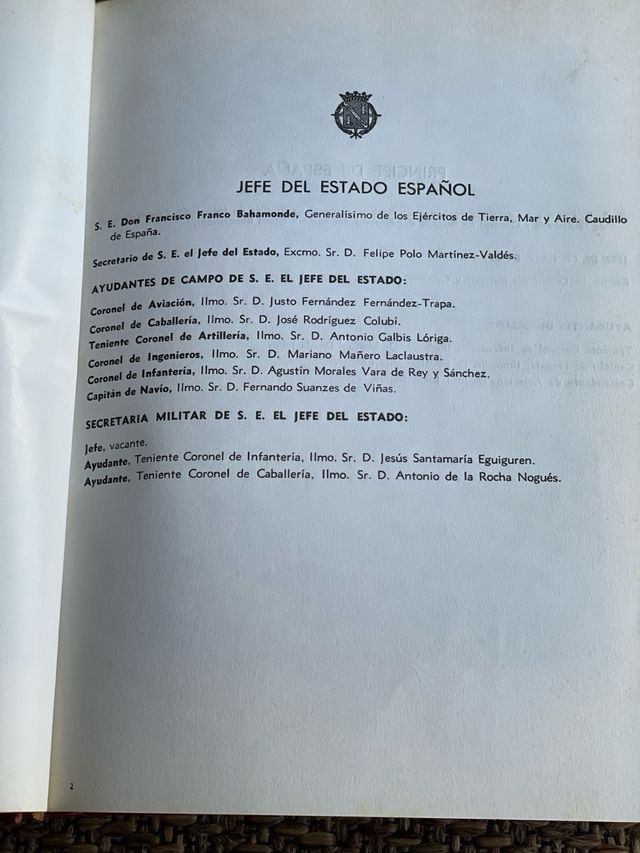 JEFE DEL ESTADO ESPAÑOL
S. E. Don Francisco Franco Bahamonde, Generalísimo de los Ejércitos de Tierra, Mar y Aire. Caudillo
de España.
Secretario de S. E. el Jefe del Estado, Excmo. Sr. D. Felipe Polo Martínez-Valdés.
AYUDANTES DE CAMPO DE S. E. EL JEFE DEL ESTADO:
Coronel de Aviación, Ilmo. Sr. D. Justo Fernández Fernández-Trapa.
Coronel de Caballería, Ilmo. Sr. D. José Rodríguez Colubí.
Teniente Coronel de Artillería, Ilmo. Sr. D. Antonio Galbis Lóriga.
Coronel de Ingenieros, Ilmo. Sr. D. Mariano Mañero Laclaustra.
Coronel de Infantería, Ilmo. Sr. D. Agustín Morales Vara de Rey y Sánchez.
Capitán de Navío, Ilmo. Sr. D. Fernando Suanzes de Viñas.
SECRETARIA MILITAR DE S. E. EL JEFE DEL ESTADO:
Jefe, vacante.
Ayudante, Teniente Coronel de Infantería, Ilmo. Sr. D. Jesús Santamaría Eguiguren.
Ayudante, Teniente Coronel de Caballería, Ilmo. Sr. D. Antonio de la Rocha Nogués.
2